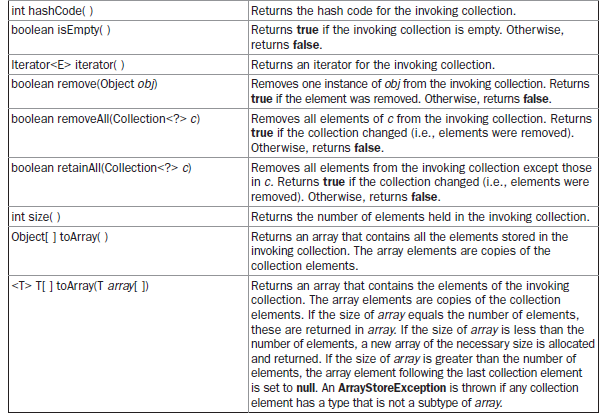 int hashCode( ) Returns the hash code for the invoking collection.
boolean isEmpty( ) Returns true if the invoking collection is empty. Otherwise,
returns false.
Iterator<E> iterator( ) Returns an iterator for the invoking collection.
boolean remove(Object obj) Removes one instance of obj from the invoking collection. Returns
true if the element was removed. Otherwise, returns false.
boolean removeAll(Collection<?> c) Removes all elements of c from the invoking collection. Returns
true if the collection changed (i.e., elements were removed).
Otherwise, returns false.
boolean retainAll(Collection<?> c) Removes all elements from the invoking collection except those
in c. Returns true if the collection changed (i.e., elements were
removed). Otherwise, returns false.
int size( ) Returns the number of elements held in the invoking collection.
Object[ ] toArray( ) Returns an array that contains all the elements stored in the
invoking collection. The array elements are copies of the
collection elements.
<T> T[ ] toArray(T array[ ]) Returns an array that contains the elements of the invoking
collection. The array elements are copies of the collection
elements. If the size of array equals the number of elements,
these are returned in array. If the size of array is less than the
number of elements, a new array of the necessary size is allocated
and returned. If the size of array is greater than the number of
elements, the array element following the last collection element
is set to null. An ArrayStoreException is thrown if any collection
element has a type that is not a subtype of array.